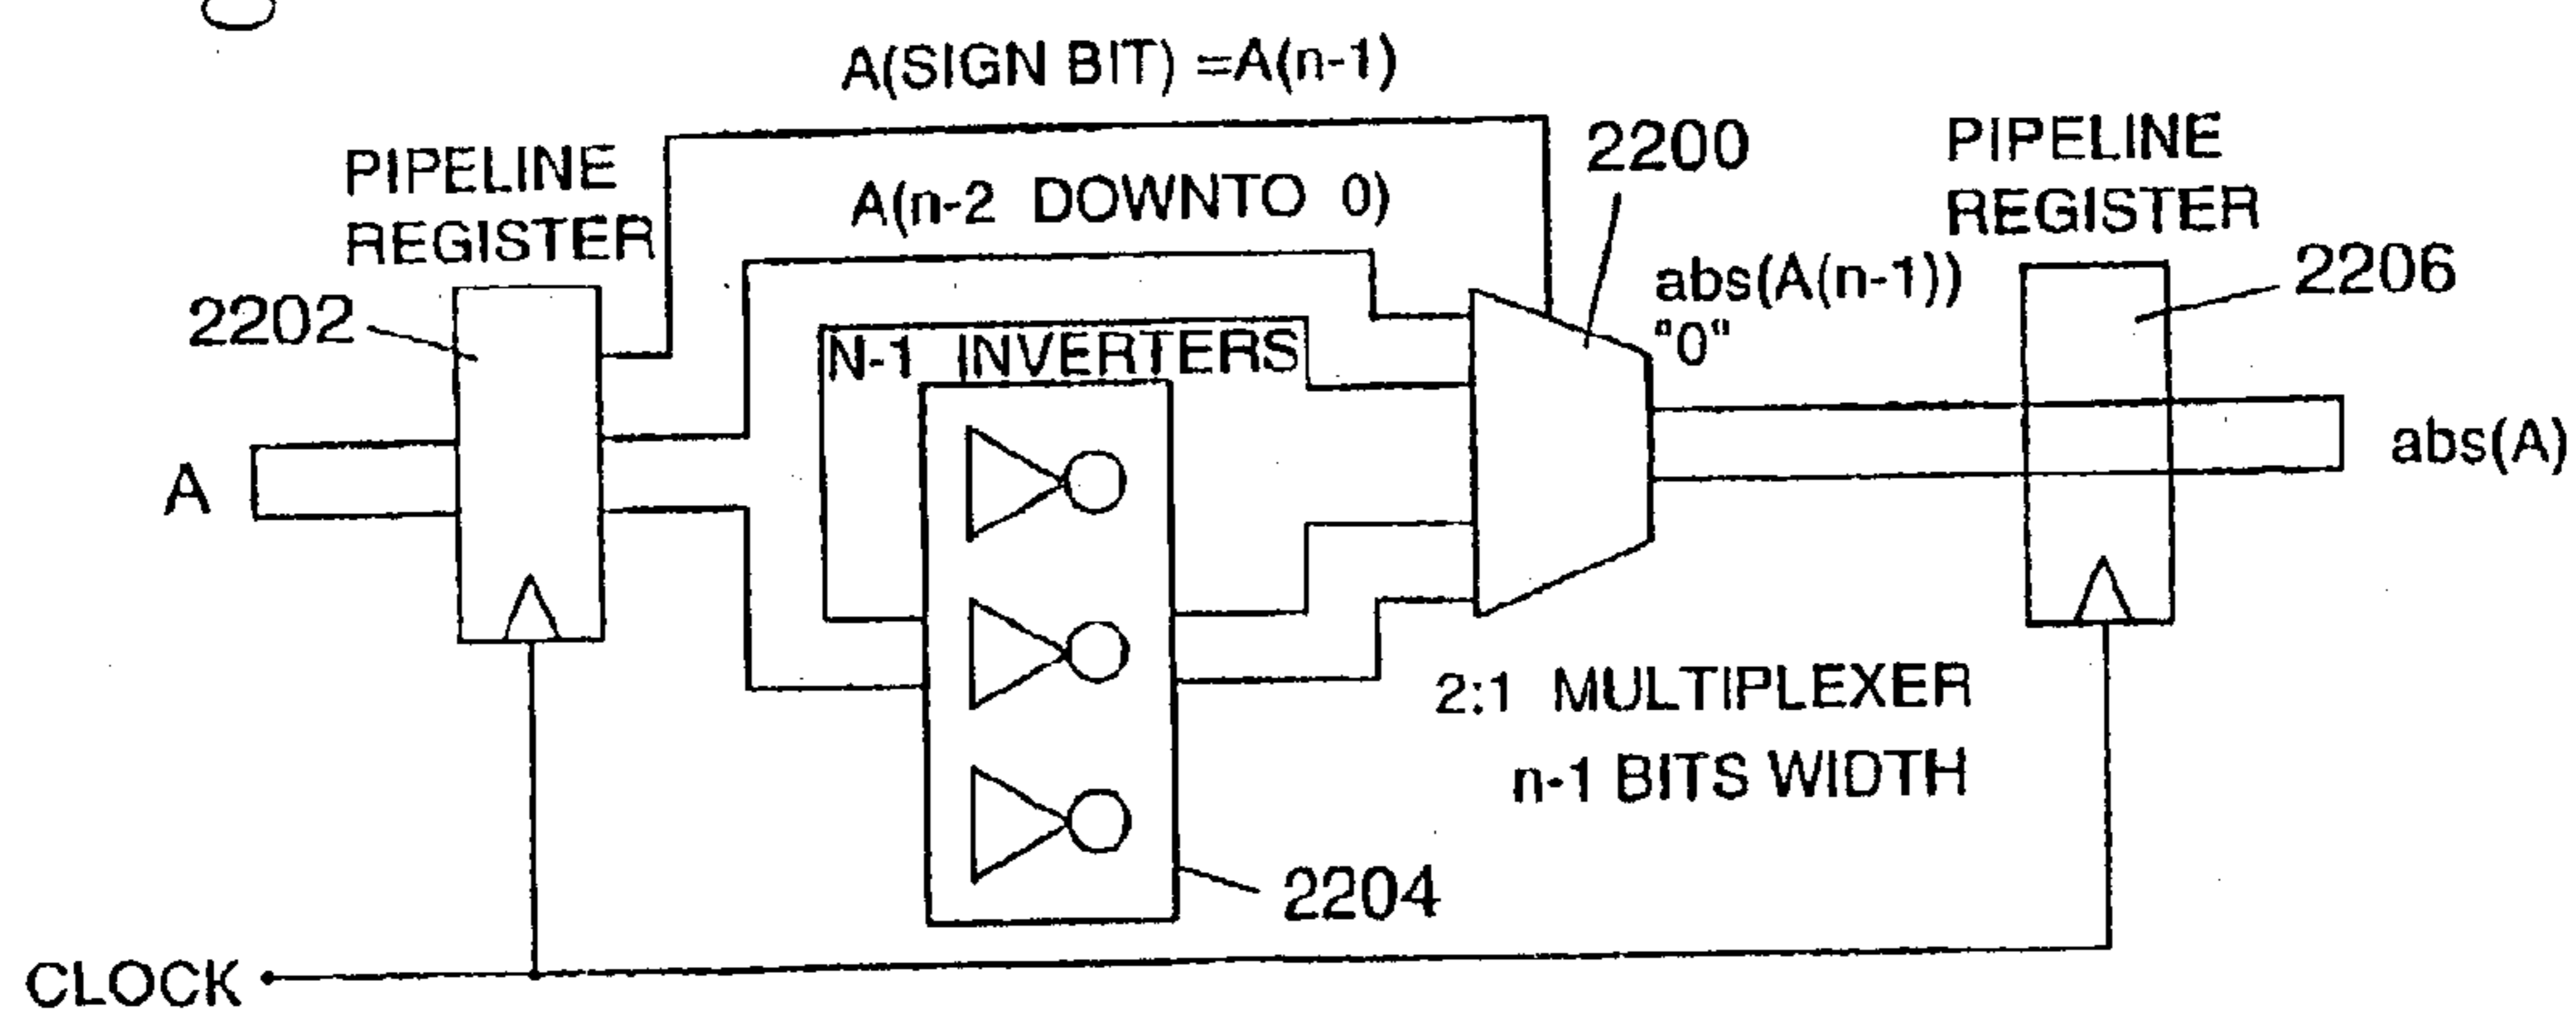 A(SIGN BIT) =A(n-1)
PIPELINE
REGISTER
2202
A(n-2 DOWNTO 0)
2200
PIPELINE
REGISTER
2206
N-1 INVERTERS
abs(A(n-1))
"0"
A
abs(A)
2:1 MULTIPLEXER
n-1 BITS WIDTH
2204
CLOCK